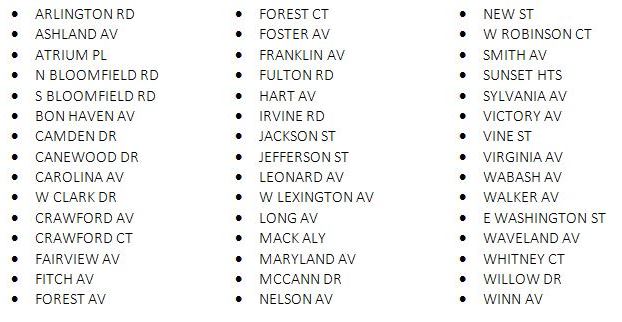 • ARLINGTON RD
• ASHLAND AV
• ATRIUM PL
• N BLOOMFIELD RD
• S BLOOMFIELD RD
• BON HAVEN AV
• CAMDEN DR
• CANEWOOD DR
• CAROLINA AV
• W CLARK DR
• CRAWFORD AV
• CRAWFORD CT
• FAIRVIEW AV
• FITCH AV
• FOREST AV
• FOREST CT
• FOSTER AV
• FRANKLIN AV
• FULTON RD
• HART AV
• IRVINE RD
• JACKSON ST
• JEFFERSON ST
• LEONARD AV
• W LEXINGTON AV
• LONG AV
• MACK ALY
• MARYLAND AV
• MCCANN DR
• NELSON AV
• NEW ST
• W ROBINSON CT
• SMITH AV
• SUNSET HTS
• SYLVANIA AV
• VICTORY AV
• VINE ST
• VIRGINIA AV
• WABASH AV
• WALKER AV
• E WASHINGTON ST
• WAVELAND AV
• WHITNEY CT
• WILLOW DR
• WINN AV